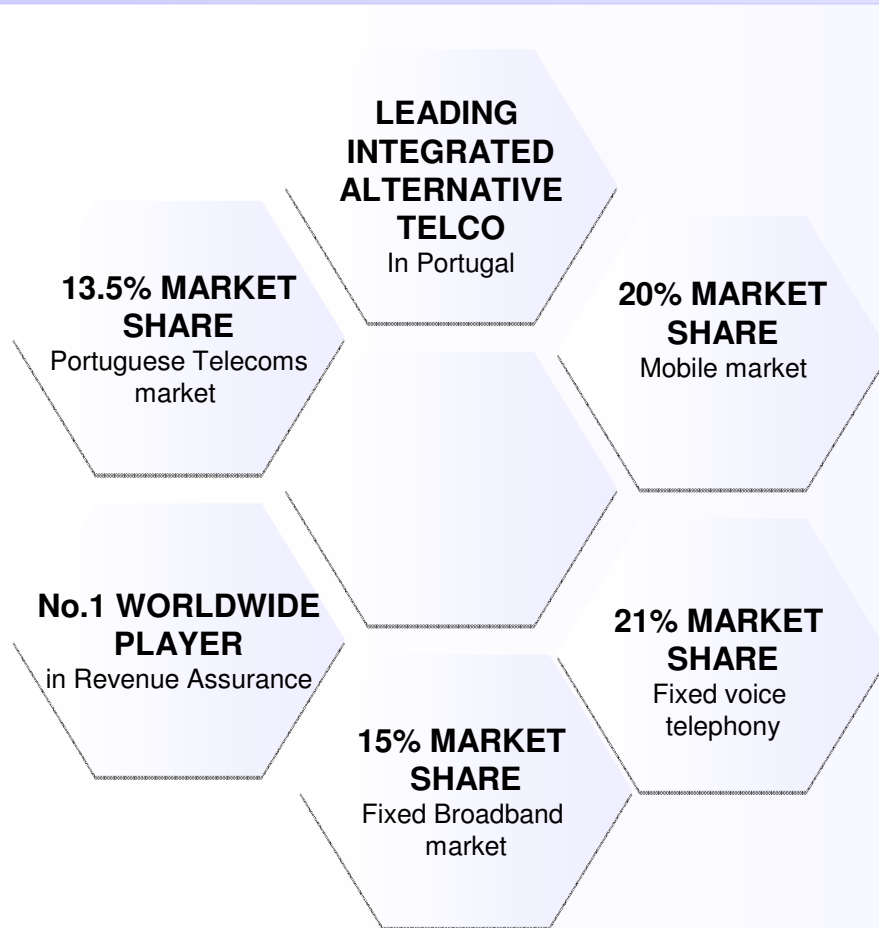 LEADING
INTEGRATED
ALTERNATIVE
TELCO
In Portugal
13.5% MARKET
SHARE
Portuguese Telecoms
market
20% MARKET
SHARE
Mobile market
No.1 WORLDWIDE
PLAYER
in Revenue Assurance
21% MARKET
SHARE
Fixed voice
telephony
15% MARKET
SHARE
Fixed Broadband
market